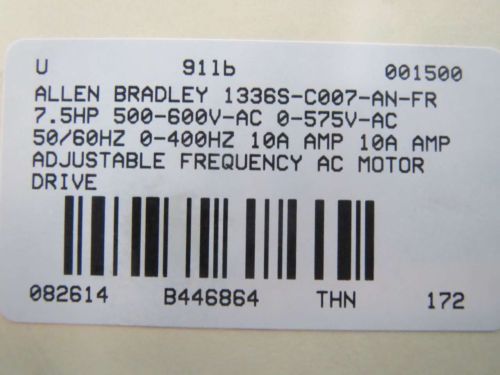 U 91lb 001500
ALLEN BRADLEY 1336S-C007-AN-FR
7.5HP 500-600V-AC 0-575V-AC
50/60HZ 0-400HZ 10A AMP 10A AMP
ADJUSTABLE FREQUENCY AC MOTOR
DRIVE
082614 B446864 THN 172